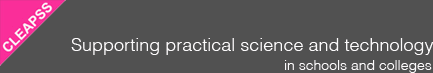 CLEAPSS
Supporting practical science and technology
in schools and colleges